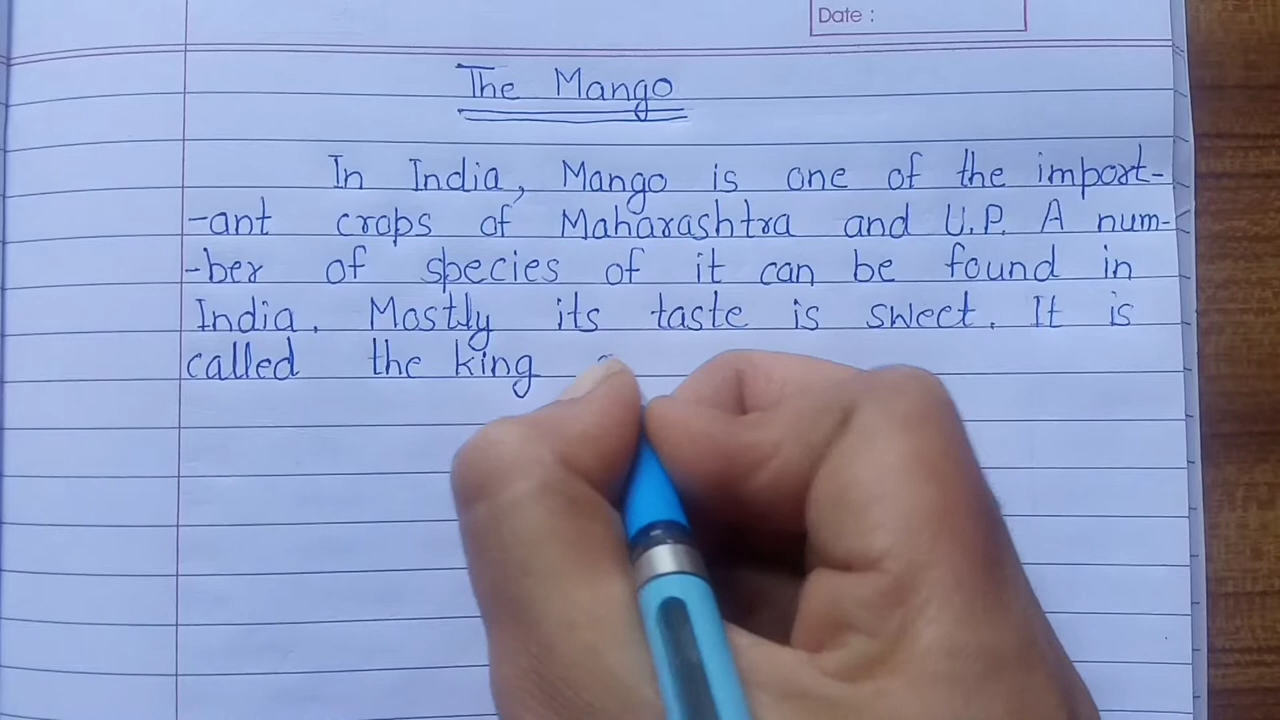 Date :
The Mango
In India, Mango is one of the import-
-ant crops of Maharashtra and U.P. A num-
-ber of species of it can be found in
India. Mostly its taste is sweet. It is
called the king